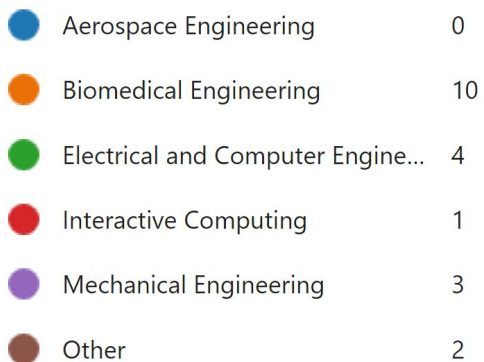 Aerospace Engineering 0
Biomedical Engineering 10
Electrical and Computer Engine... 4
Interactive Computing 1
Mechanical Engineering 3
Other 2